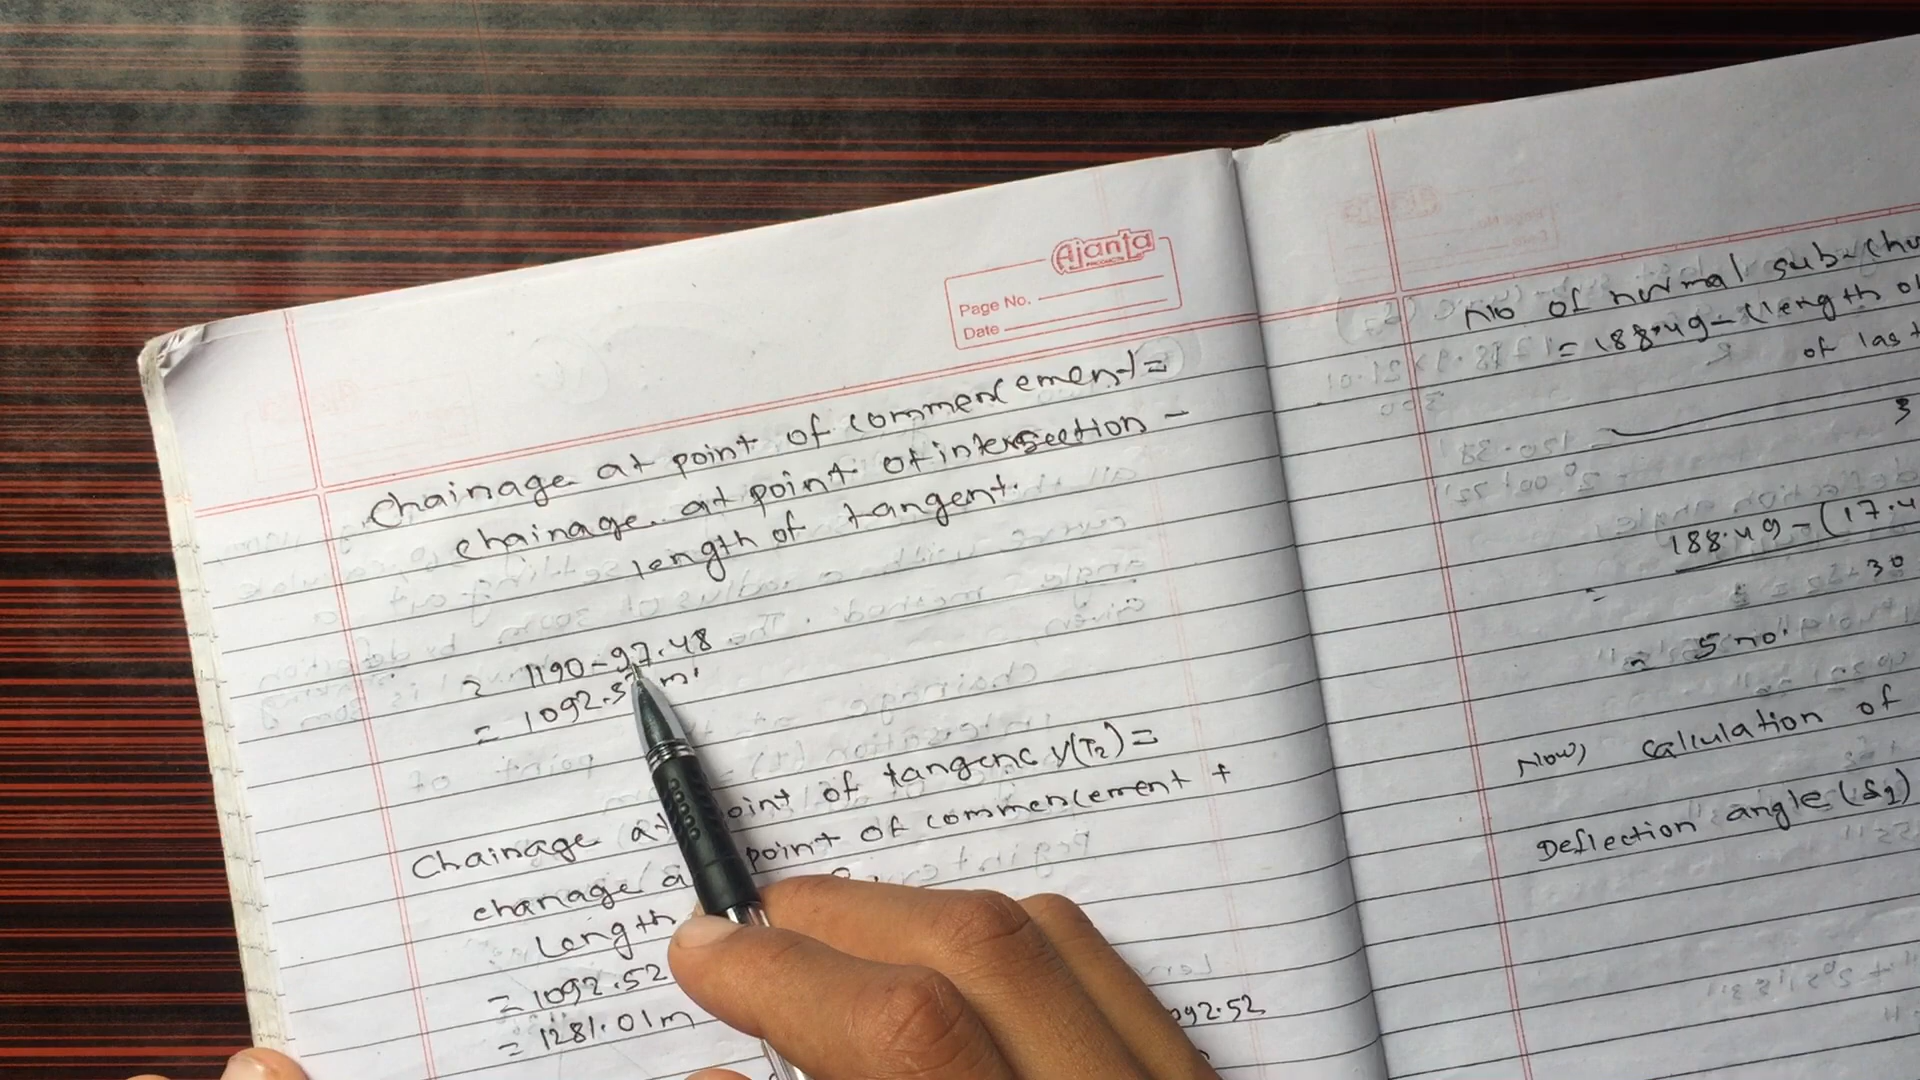 Ajanta
Page No.
Date
Chainage at point of commencement =
chainage at point of intersection -
length of tangent.
= 1190-97.48
= 1092.5 m.
Chainage at point of tangency (T2) =
chanage a point of commencement +
Length
= 1092.52
= 1281.01m
092.52
No of normal sub-
= 188.49-(length of
of last
188.49-(17.4
30
= 5 no.
Now, Calculation of
Deflection angle (δ1)